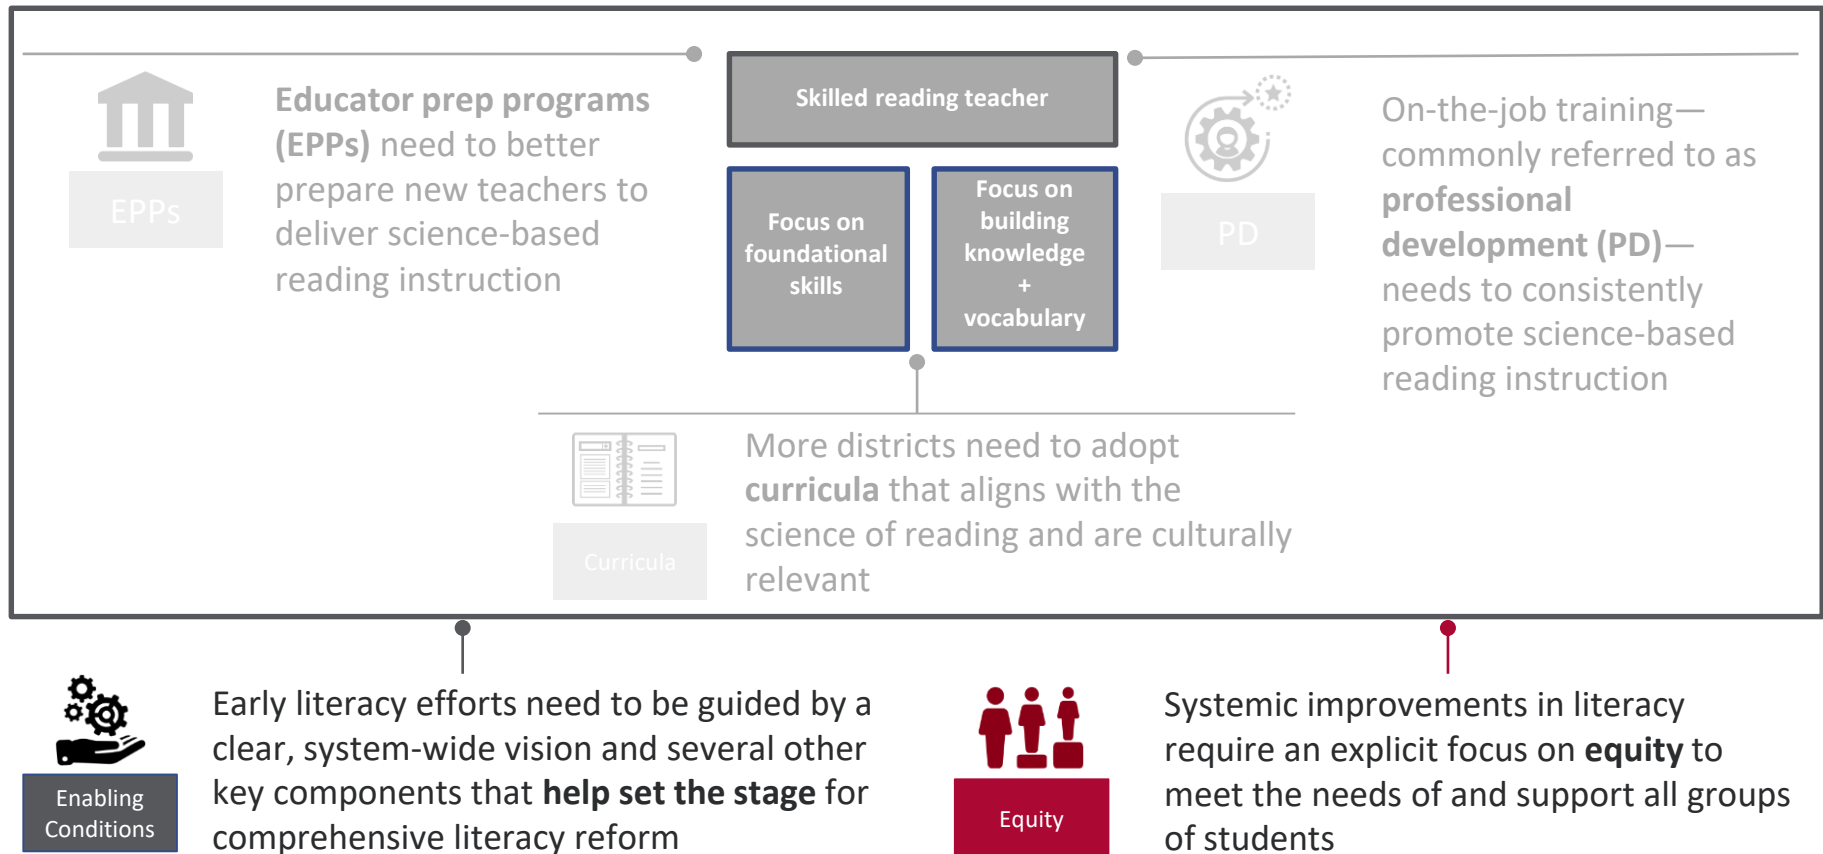 EPPs
Educator prep programs
(EPPs) need to better
prepare new teachers to
deliver science-based
reading instruction
Skilled reading teacher
Focus on
foundational
skills
Focus on
building
knowledge
+
vocabulary
PD
On-the-job training—
commonly referred to as
professional
development (PD)—
needs to consistently
promote science-based
reading instruction
Curricula
More districts need to adopt
curricula that aligns with the
science of reading and are culturally
relevant
Enabling
Conditions
Early literacy efforts need to be guided by a
clear, system-wide vision and several other
key components that help set the stage for
comprehensive literacy reform
Equity
Systemic improvements in literacy
require an explicit focus on equity to
meet the needs of and support all groups
of students